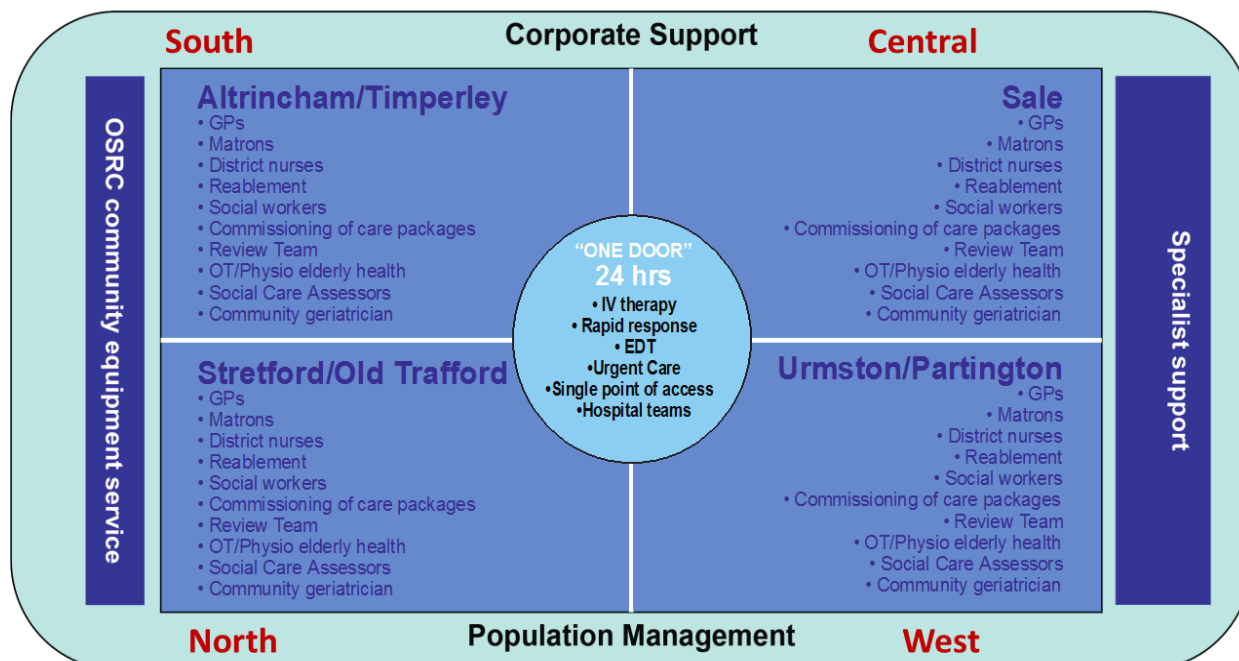 South
Corporate Support
Central
OSRC community equipment service
Altrincham/Timperley
• GPs
• Matrons
• District nurses
• Reablement
• Social workers
• Commissioning of care packages
• Review Team
• OT/Physio elderly health
• Social Care Assessors
• Community geriatrician
Sale
• GPs
• Matrons
• District nurses
• Reablement
• Social workers
• Commissioning of care packages
• Review Team
• OT/Physio elderly health
• Social Care Assessors
• Community geriatrician
“ONE DOOR”
24 hrs
• IV therapy
• Rapid response
• EDT
•Urgent Care
•Single point of access
•Hospital teams
Stretford/Old Trafford
• GPs
• Matrons
• District nurses
• Reablement
• Social workers
• Commissioning of care packages
• Review Team
• OT/Physio elderly health
• Social Care Assessors
• Community geriatrician
Urmston/Partington
• GPs
• Matrons
• District nurses
• Reablement
• Social workers
• Commissioning of care packages
• Review Team
• OT/Physio elderly health
• Social Care Assessors
• Community geriatrician
Specialist support
North
Population Management
West